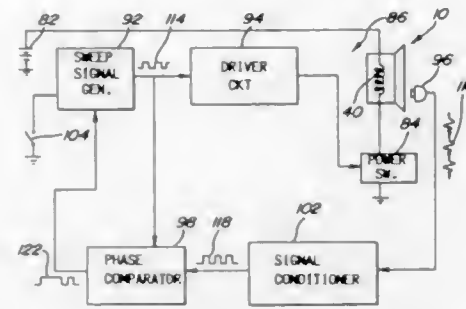 82
92
114
94
86
10
96
SWEEP
SIGNAL
GEN.
DRIVER
CKT
40
84
104
POWER
SW.
122
98
118
102
PHASE
COMPARATOR
SIGNAL
CONDITIONER